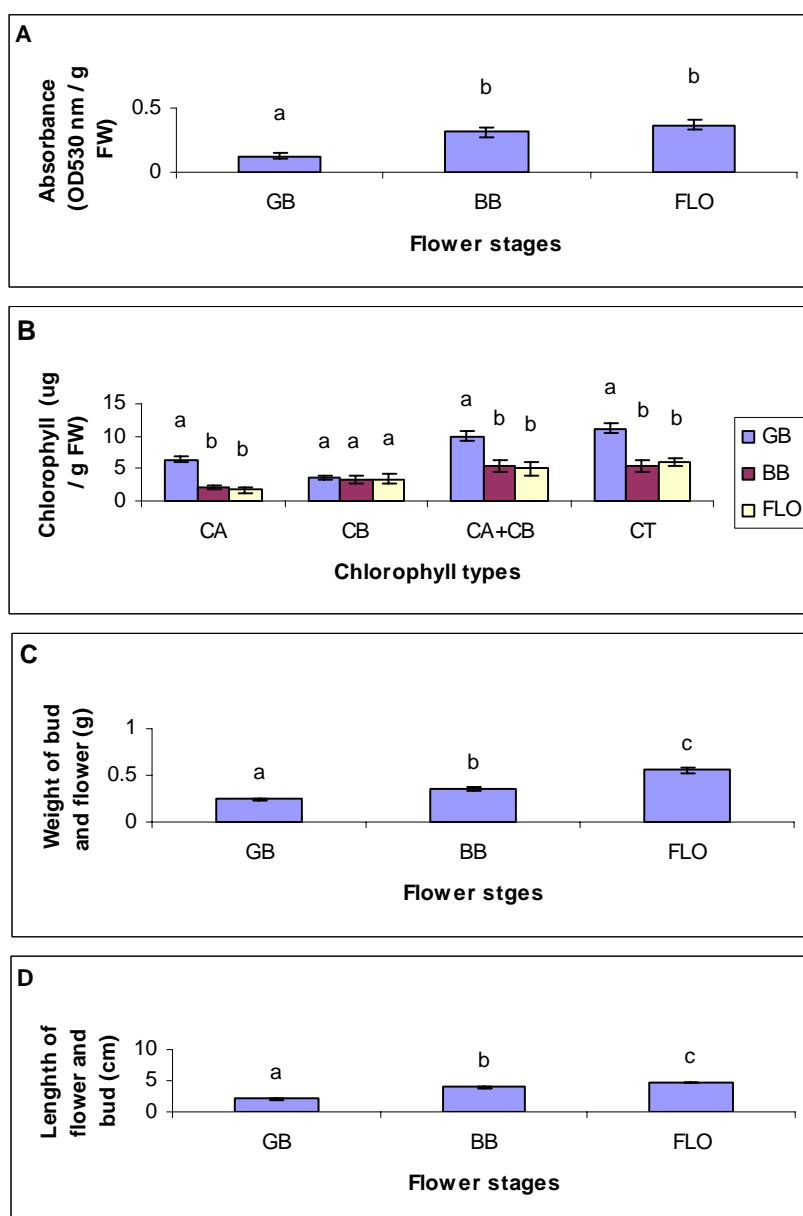 A
Absorbance
(OD530 nm / g
FW)
0.5
0
a
b
b
GB
BB
FLO
Flower stages
B
Chlorophyll (ug
/ g FW)
15
10
5
0
a
b
b
a
a
a
a
b
b
a
b
b
CA
CB
CA+CB
CT
Chlorophyll types
GB
BB
FLO
C
Weight of bud
and flower (g)
1
0.5
0
a
b
c
GB
BB
FLO
Flower stges
D
Lenghth of
flower and
bud (cm)
10
5
0
a
b
c
GB
BB
FLO
Flower stages